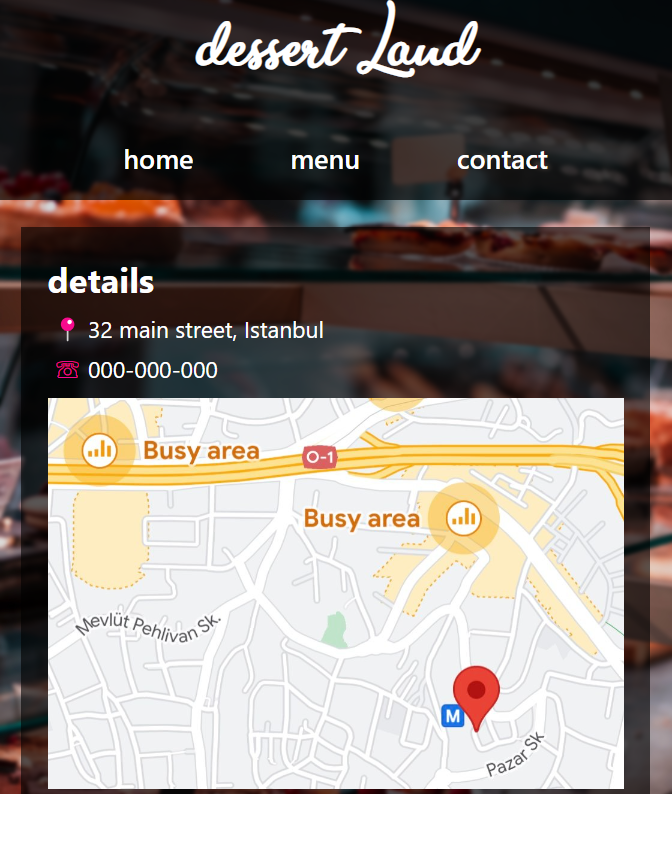 dessert Land
home menu contact
details
32 main street, Istanbul
000-000-000
Busy area
O-1
Busy area
Mevlüt Pehlivan Sk.
M
Pazar Sk